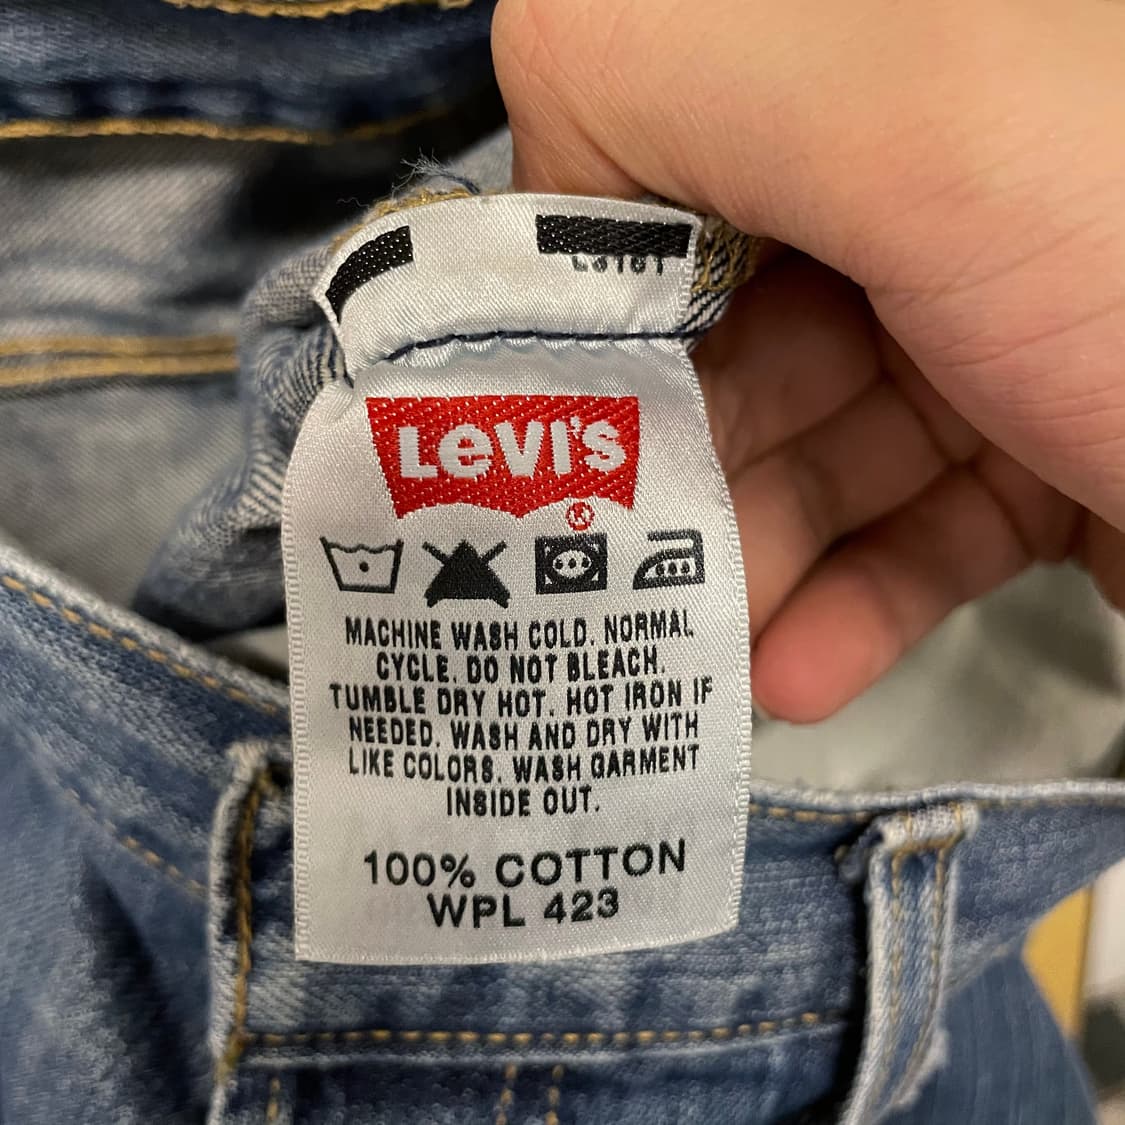 LEVI'S
®
MACHINE WASH COLD. NORMAL
CYCLE. DO NOT BLEACH.
TUMBLE DRY HOT. HOT IRON IF
NEEDED. WASH AND DRY WITH
LIKE COLORS. WASH GARMENT
INSIDE OUT.
100% COTTON
WPL 423